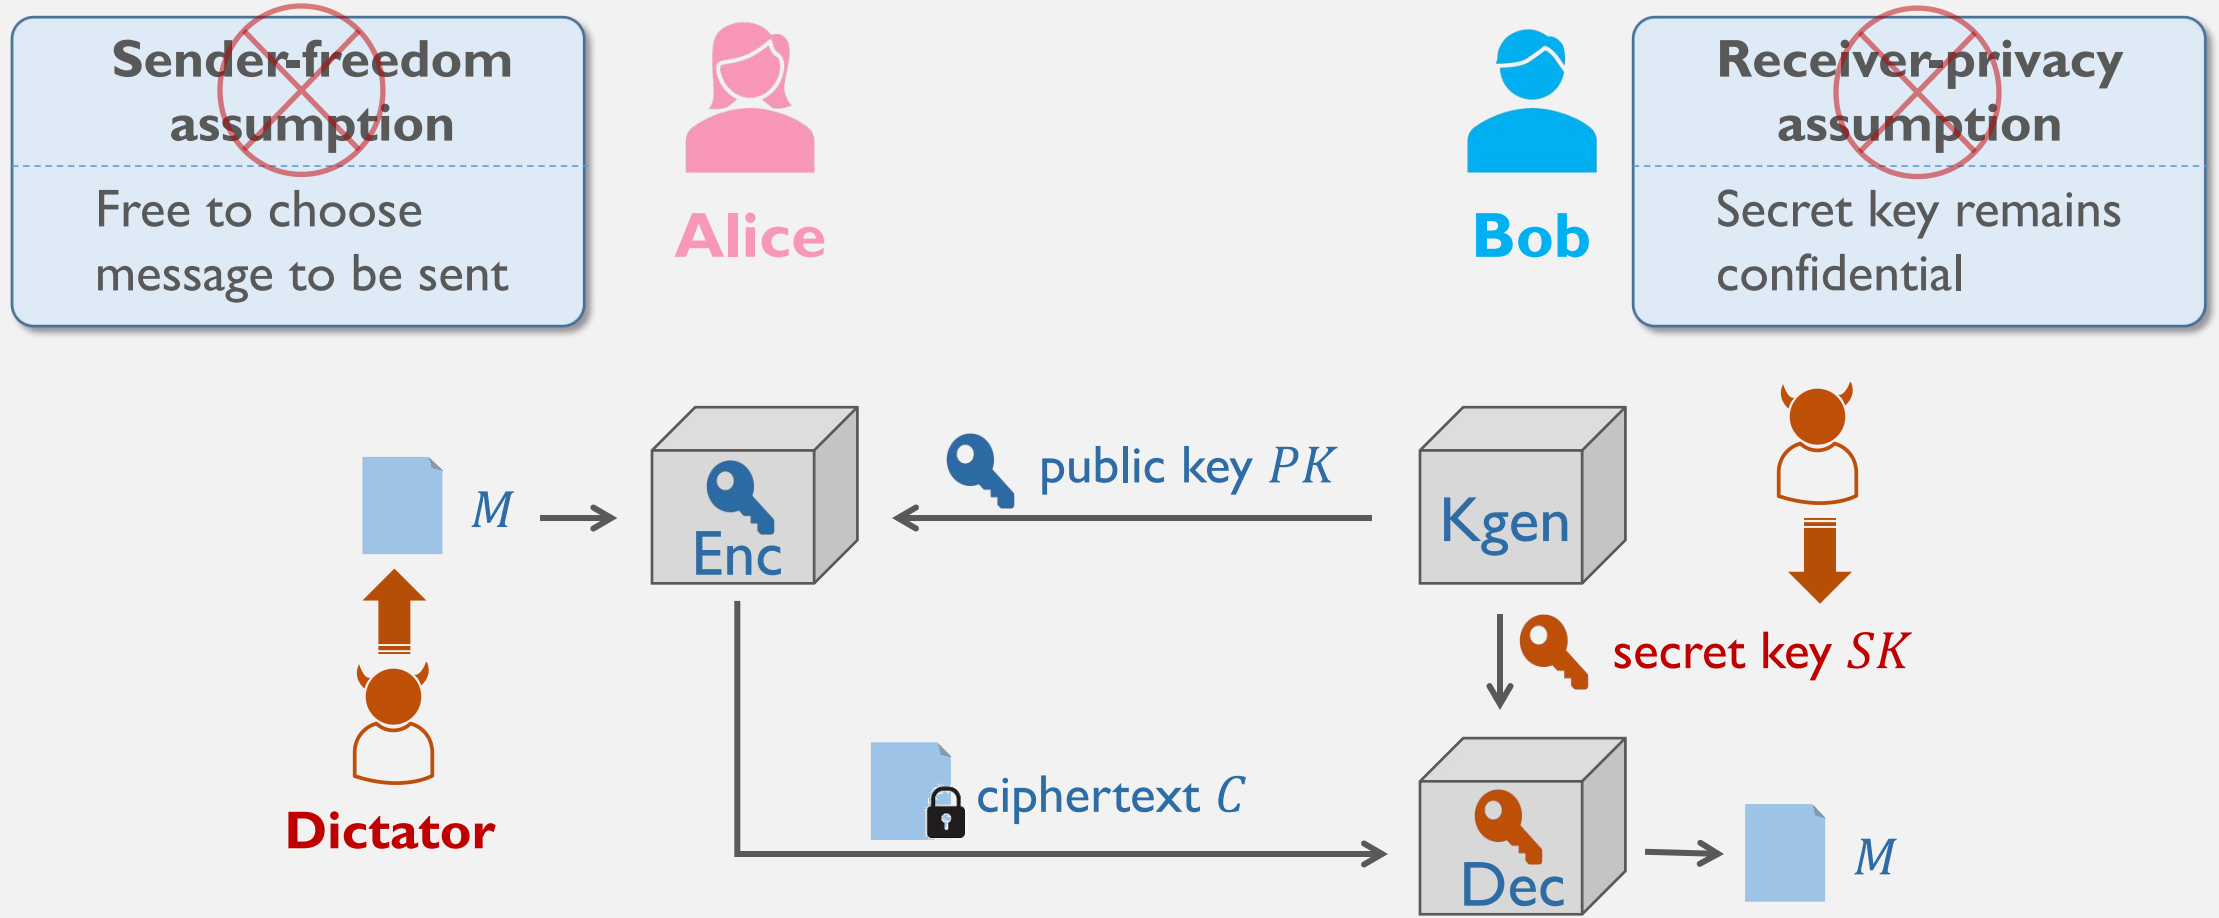 Sender-freedom
assumption
Free to choose
message to be sent
Alice
Bob
Receiver-privacy
assumption
Secret key remains
confidential
M
Enc
public key PK
Kgen
secret key SK
Dictator
ciphertext C
Dec
M